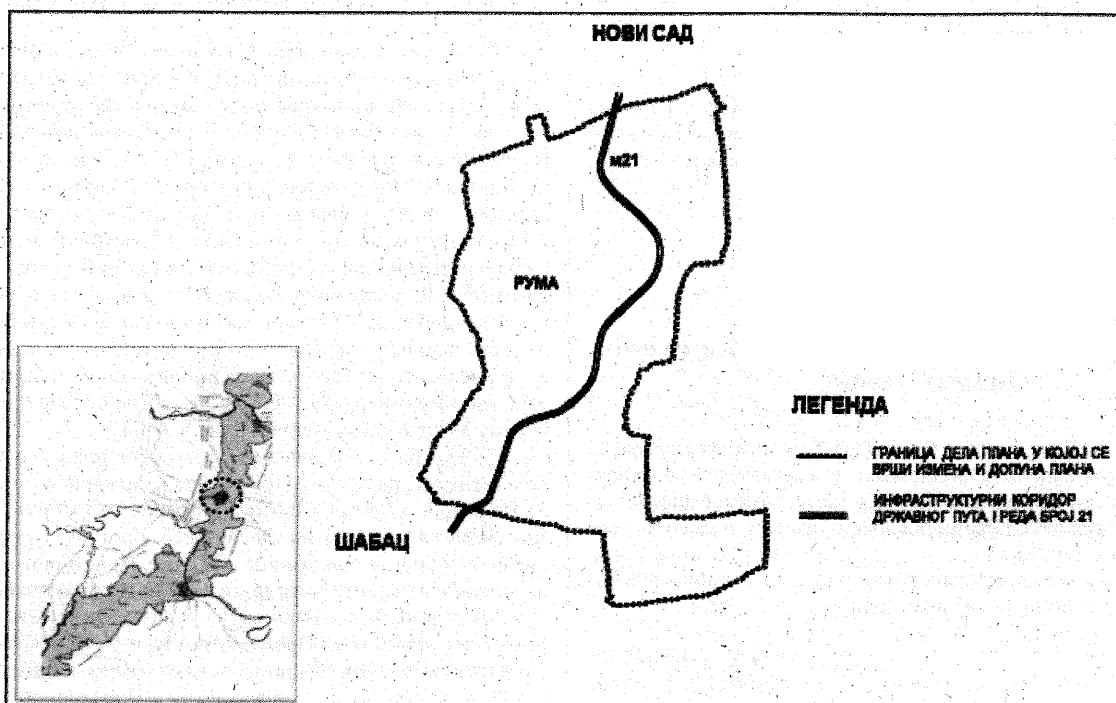 НОВИ САД
м21
РУМА
ЛЕГЕНДА
ГРАНИЦА ДЕЛА ПЛАНА У КОЈОЈ СЕ
ВРШИ ИЗМЕНА И ДОПУНА ПЛАНА
ИНФРАСТРУКТУРНИ КОРИДОР
ДРЖАВНОГ ПУТА I РЕДА БРОЈ 21
ШАБАЦ